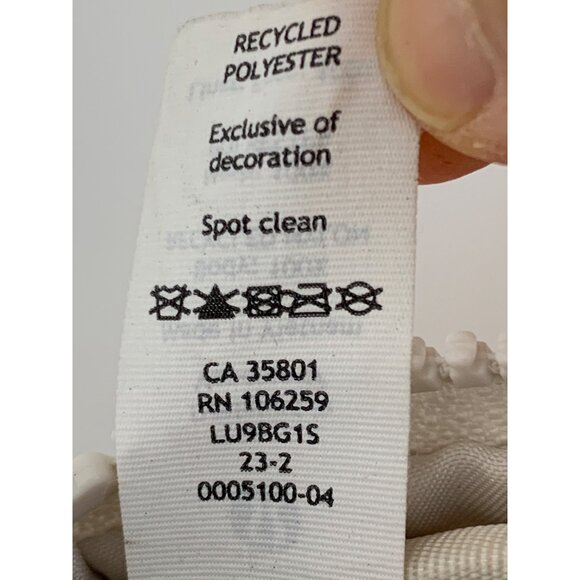 RECYCLED
POLYESTER
Exclusive of
decoration
Spot clean
CA 35801
RN 106259
LU9BG1S
23-2
0005100-04